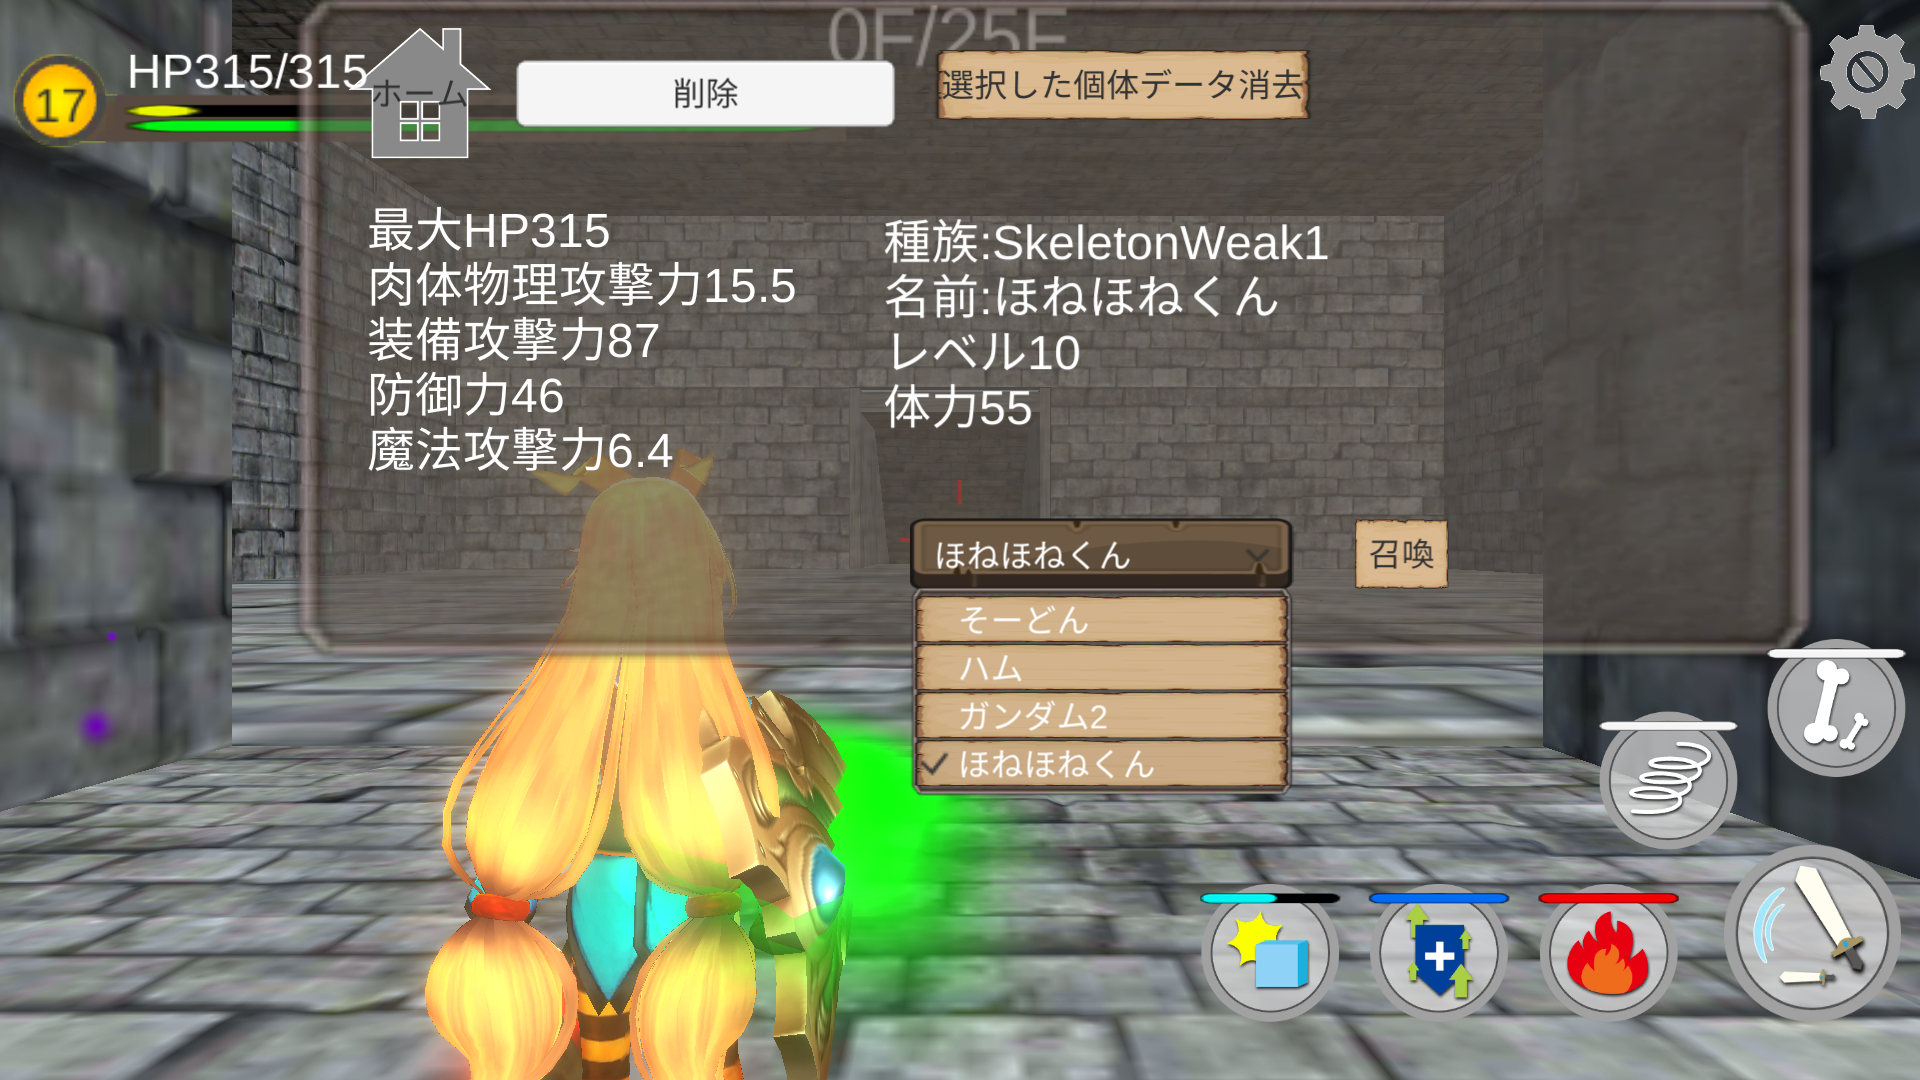 0F/25F
17
HP315/315
ホーム
削除
選択した個体データ消去
最大HP315
肉体物理攻撃力15.5
装備攻撃力87
防御力46
魔法攻撃力6.4
種族:SkeletonWeak1
名前:ほねほねくん
レベル10
体力55
ほねほねくん
召喚
そーどん
ハム
ガンダム2
ほねほねくん